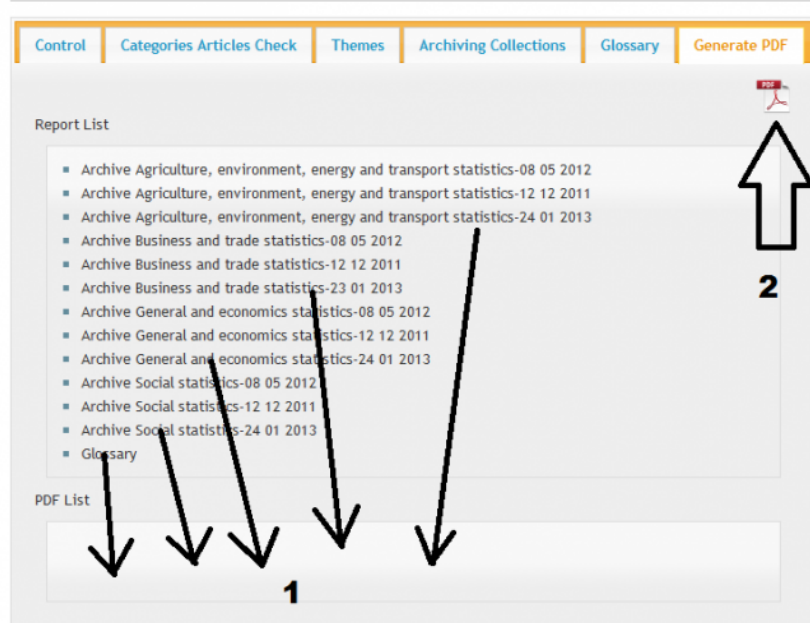 Control Categories Articles Check Themes Archiving Collections Glossary Generate PDF
PDF
Report List
Archive Agriculture, environment, energy and transport statistics-08 05 2012
Archive Agriculture, environment, energy and transport statistics-12 12 2011
Archive Agriculture, environment, energy and transport statistics-24 01 2013
Archive Business and trade statistics-08 05 2012
Archive Business and trade statistics-12 12 2011
Archive Business and trade statistics-23 01 2013
Archive General and economics statistics-08 05 2012
Archive General and economics statistics-12 12 2011
Archive General and economics statistics-24 01 2013
Archive Social statistics-08 05 2012
Archive Social statistics-12 12 2011
Archive Social statistics-24 01 2013
Glossary
2
PDF List
1